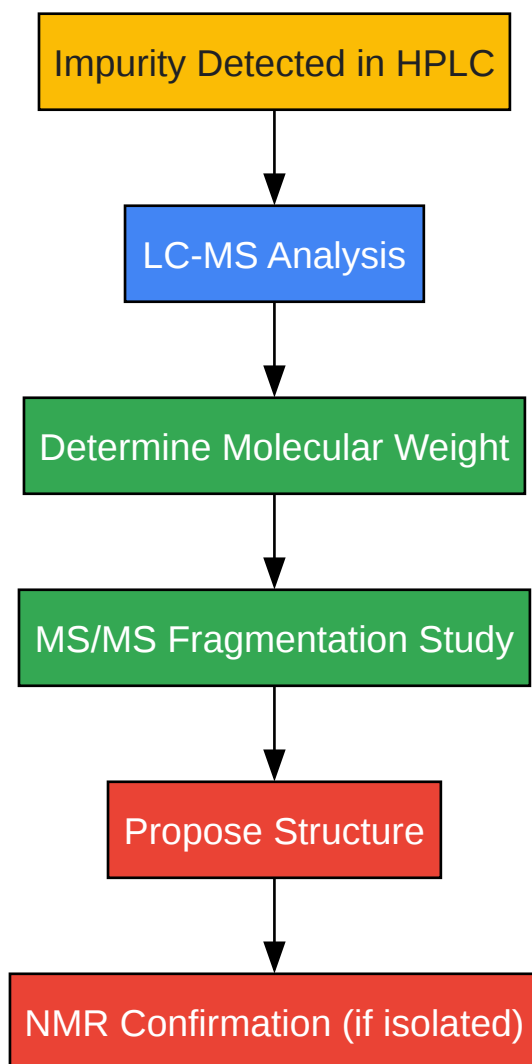 Impurity Detected in HPLC
LC-MS Analysis
Determine Molecular Weight
MS/MS Fragmentation Study
Propose Structure
NMR Confirmation (if isolated)